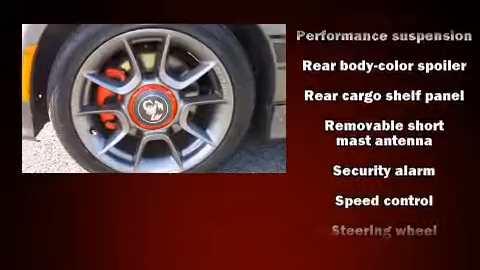 Performance suspension
Rear body-color spoiler
Rear cargo shelf panel
Removable short
mast antenna
Security alarm
Speed control
Steering wheel